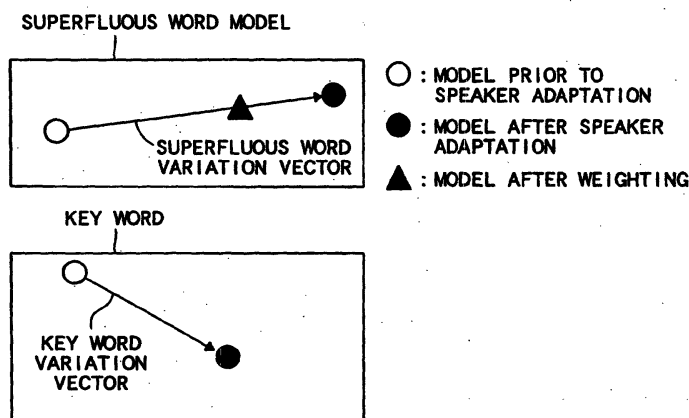 SUPERFLUOUS WORD MODEL
: MODEL PRIOR TO
SPEAKER ADAPTATION
: MODEL AFTER SPEAKER
ADAPTATION
: MODEL AFTER WEIGHTING
SUPERFLUOUS WORD
VARIATION VECTOR
KEY WORD
KEY WORD
VARIATION
VECTOR